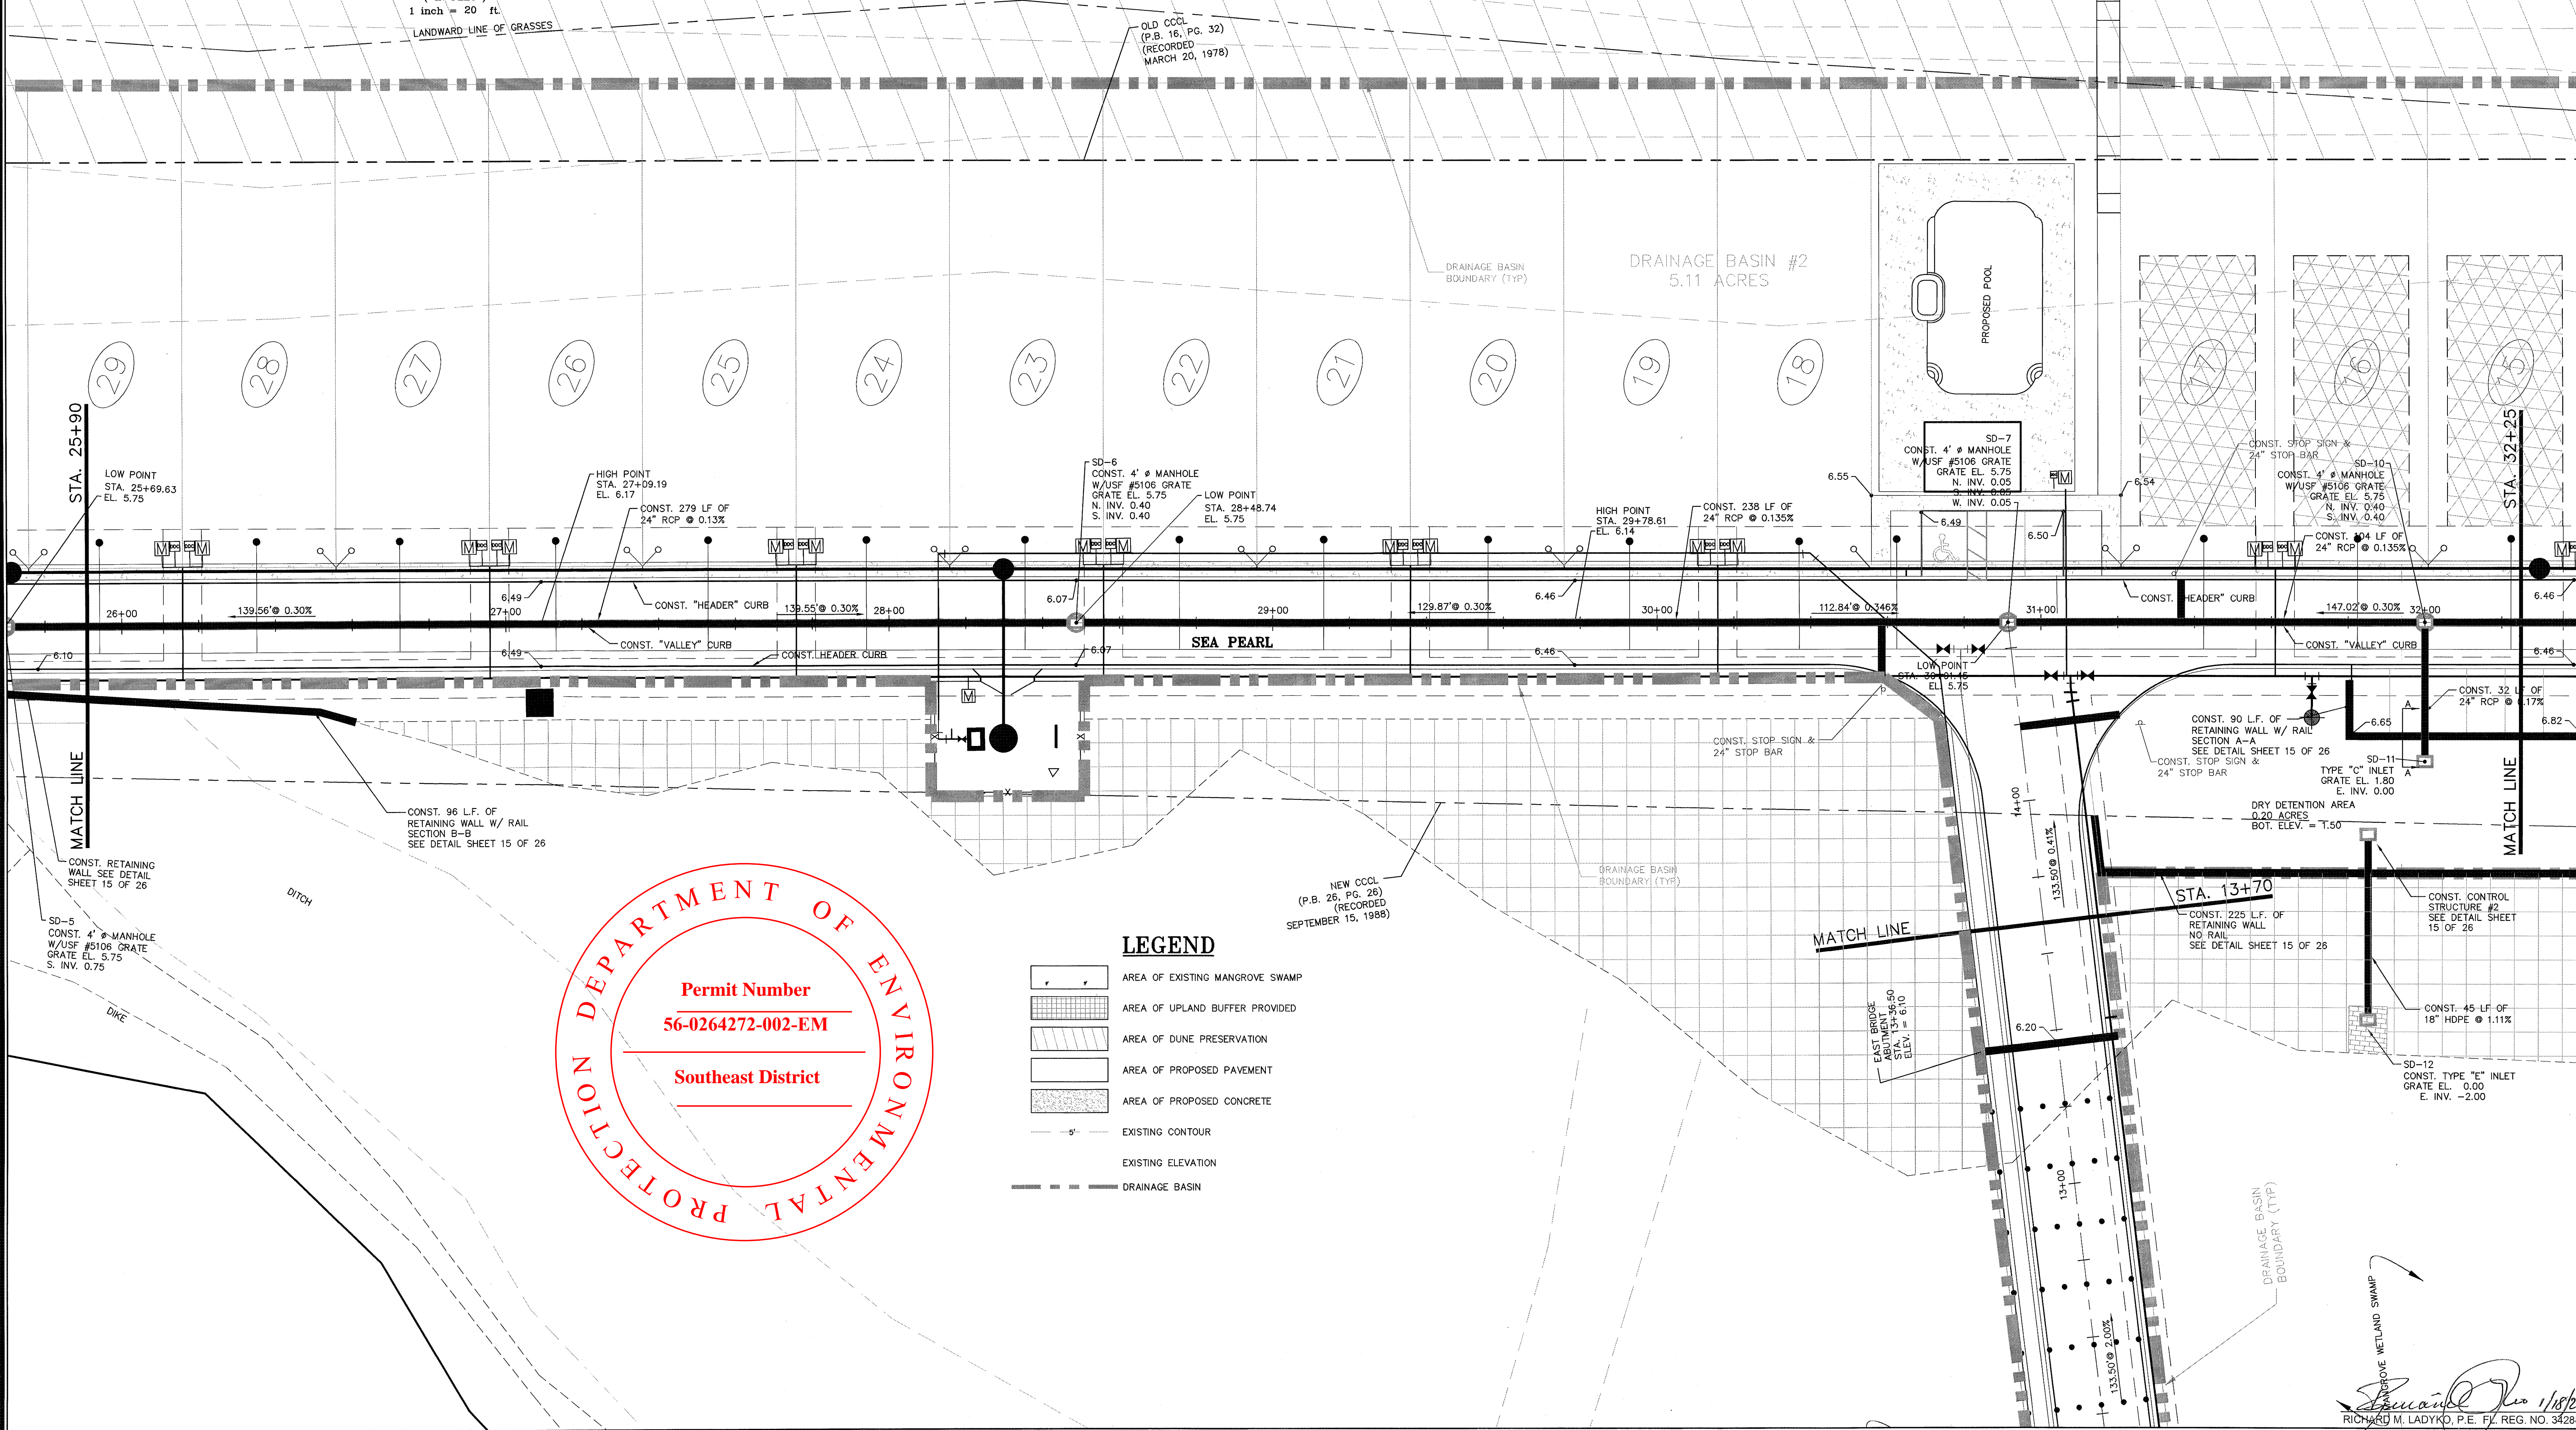 1 inch = 20 ft.
LANDWARD LINE OF GRASSES
OLD CCCL
(P.B. 16, PG. 32)
(RECORDED
MARCH 20, 1978)
DRAINAGE BASIN
BOUNDARY (TYP)
DRAINAGE BASIN #2
5.11 ACRES
PROPOSED POOL
29
28
27
26
25
24
23
22
21
20
19
18
17
16
15
STA. 25+90
MATCH LINE
LOW POINT
STA. 25+69.63
EL. 5.75
HIGH POINT
STA. 27+09.19
EL. 6.17
CONST. 279 LF OF
24" RCP @ 0.13%
SD-6
CONST. 4' ø MANHOLE
W/USF #5106 GRATE
GRATE EL. 5.75
N. INV. 0.40
S. INV. 0.40
LOW POINT
STA. 28+48.74
EL. 5.75
HIGH POINT
STA. 29+78.61
EL. 6.14
CONST. 238 LF OF
24" RCP @ 0.135%
SD-7
CONST. 4' ø MANHOLE
W/USF #5106 GRATE
GRATE EL. 5.75
N. INV. 0.05
S. INV. 0.05
W. INV. 0.05
6.55
6.54
6.49
6.50
CONST. STOP SIGN &
24" STOP BAR
SD-10
CONST. 4' ø MANHOLE
W/USF #5106 GRATE
GRATE EL. 5.75
N. INV. 0.40
S. INV. 0.40
CONST. 104 LF OF
24" RCP @ 0.135%
STA. 32+25
MATCH LINE
M M M M M M M M M M M M M M M M
6.49
CONST. "HEADER" CURB
6.07
6.46
CONST. "HEADER" CURB
6.46
26+00
139.56'@ 0.30%
27+00
139.55'@ 0.30%
28+00
29+00
129.87'@ 0.30%
30+00
112.84'@ 0.346%
31+00
147.02'@ 0.30%
32+00
CONST. "VALLEY" CURB
SEA PEARL
CONST. "VALLEY" CURB
6.10
6.49
CONST. HEADER CURB
6.07
6.46
6.46
LOW POINT
EL. 5.75
CONST. 96 L.F. OF
RETAINING WALL W/ RAIL
SECTION B-B
SEE DETAIL SHEET 15 OF 26
CONST. RETAINING
WALL SEE DETAIL
SHEET 15 OF 26
SD-5
CONST. 4' ø MANHOLE
W/USF #5106 GRATE
GRATE EL. 5.75
S. INV. 0.75
DITCH
DIKE
CONST. STOP SIGN &
24" STOP BAR
CONST. STOP SIGN &
24" STOP BAR
CONST. 90 L.F. OF
RETAINING WALL W/ RAIL
SECTION A-A
SEE DETAIL SHEET 15 OF 26
6.65
A
A
CONST. 32 LF OF
24" RCP @ 0.17%
6.82
SD-11
TYPE "C" INLET
GRATE EL. 1.80
E. INV. 0.00
DRY DETENTION AREA
0.20 ACRES
BOT. ELEV. = 1.50
14+00
133.50'@ 0.41%
DRAINAGE BASIN
BOUNDARY (TYP)
NEW CCCL
(P.B. 26, PG. 26)
(RECORDED
SEPTEMBER 15, 1988)
MATCH LINE
STA. 13+70
CONST. 225 L.F. OF
RETAINING WALL
NO RAIL
SEE DETAIL SHEET 15 OF 26
CONST. CONTROL
STRUCTURE #2
SEE DETAIL SHEET
15 OF 26
CONST. 45 LF OF
18" HDPE @ 1.11%
SD-12
CONST. TYPE "E" INLET
GRATE EL. 0.00
E. INV. -2.00
EAST BRIDGE
ABUTMENT
STA. 13+36.50
ELEV. = 6.10
6.20
13+00
133.50'@ 2.00%
DRAINAGE BASIN
BOUNDARY (TYP)
MANGROVE WETLAND SWAMP
DEPARTMENT OF ENVIRONMENTAL PROTECTION
Permit Number
56-0264272-002-EM
Southeast District
LEGEND
AREA OF EXISTING MANGROVE SWAMP
AREA OF UPLAND BUFFER PROVIDED
AREA OF DUNE PRESERVATION
AREA OF PROPOSED PAVEMENT
AREA OF PROPOSED CONCRETE
5' EXISTING CONTOUR
EXISTING ELEVATION
DRAINAGE BASIN
RICHARD M. LADYKO, P.E. FL. REG. NO. 3428